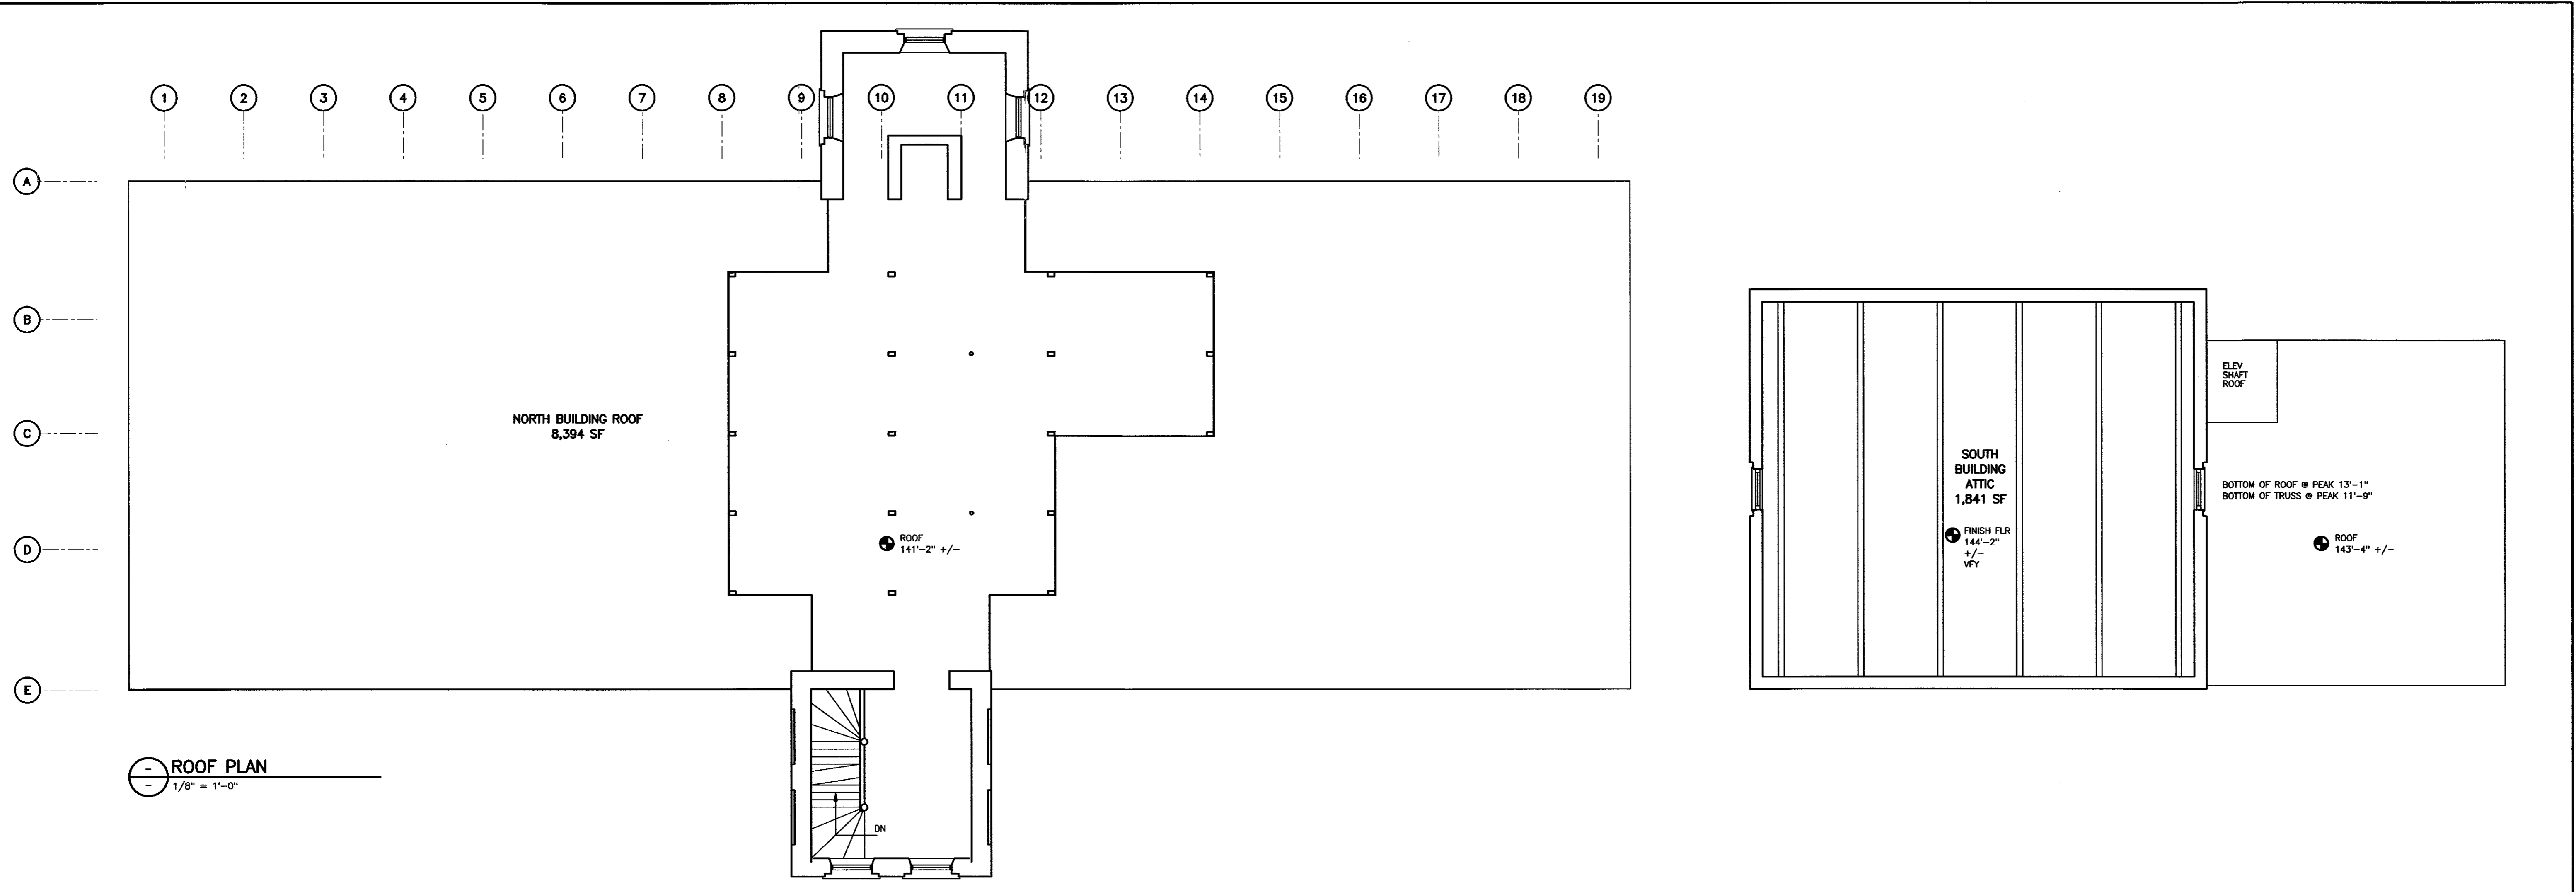 1 2 3 4 5 6 7 8 9 10 11 12 13 14 15 16 17 18 19
A
B
C
D
E
NORTH BUILDING ROOF
8,394 SF
ROOF
141'-2" +/-
DN
ROOF PLAN
1/8" = 1'-0"
-
-
SOUTH
BUILDING
ATTIC
1,841 SF
FINISH FLR
144'-2"
+/-
VFY
ELEV
SHAFT
ROOF
BOTTOM OF ROOF @ PEAK 13'-1"
BOTTOM OF TRUSS @ PEAK 11'-9"
ROOF
143'-4" +/-